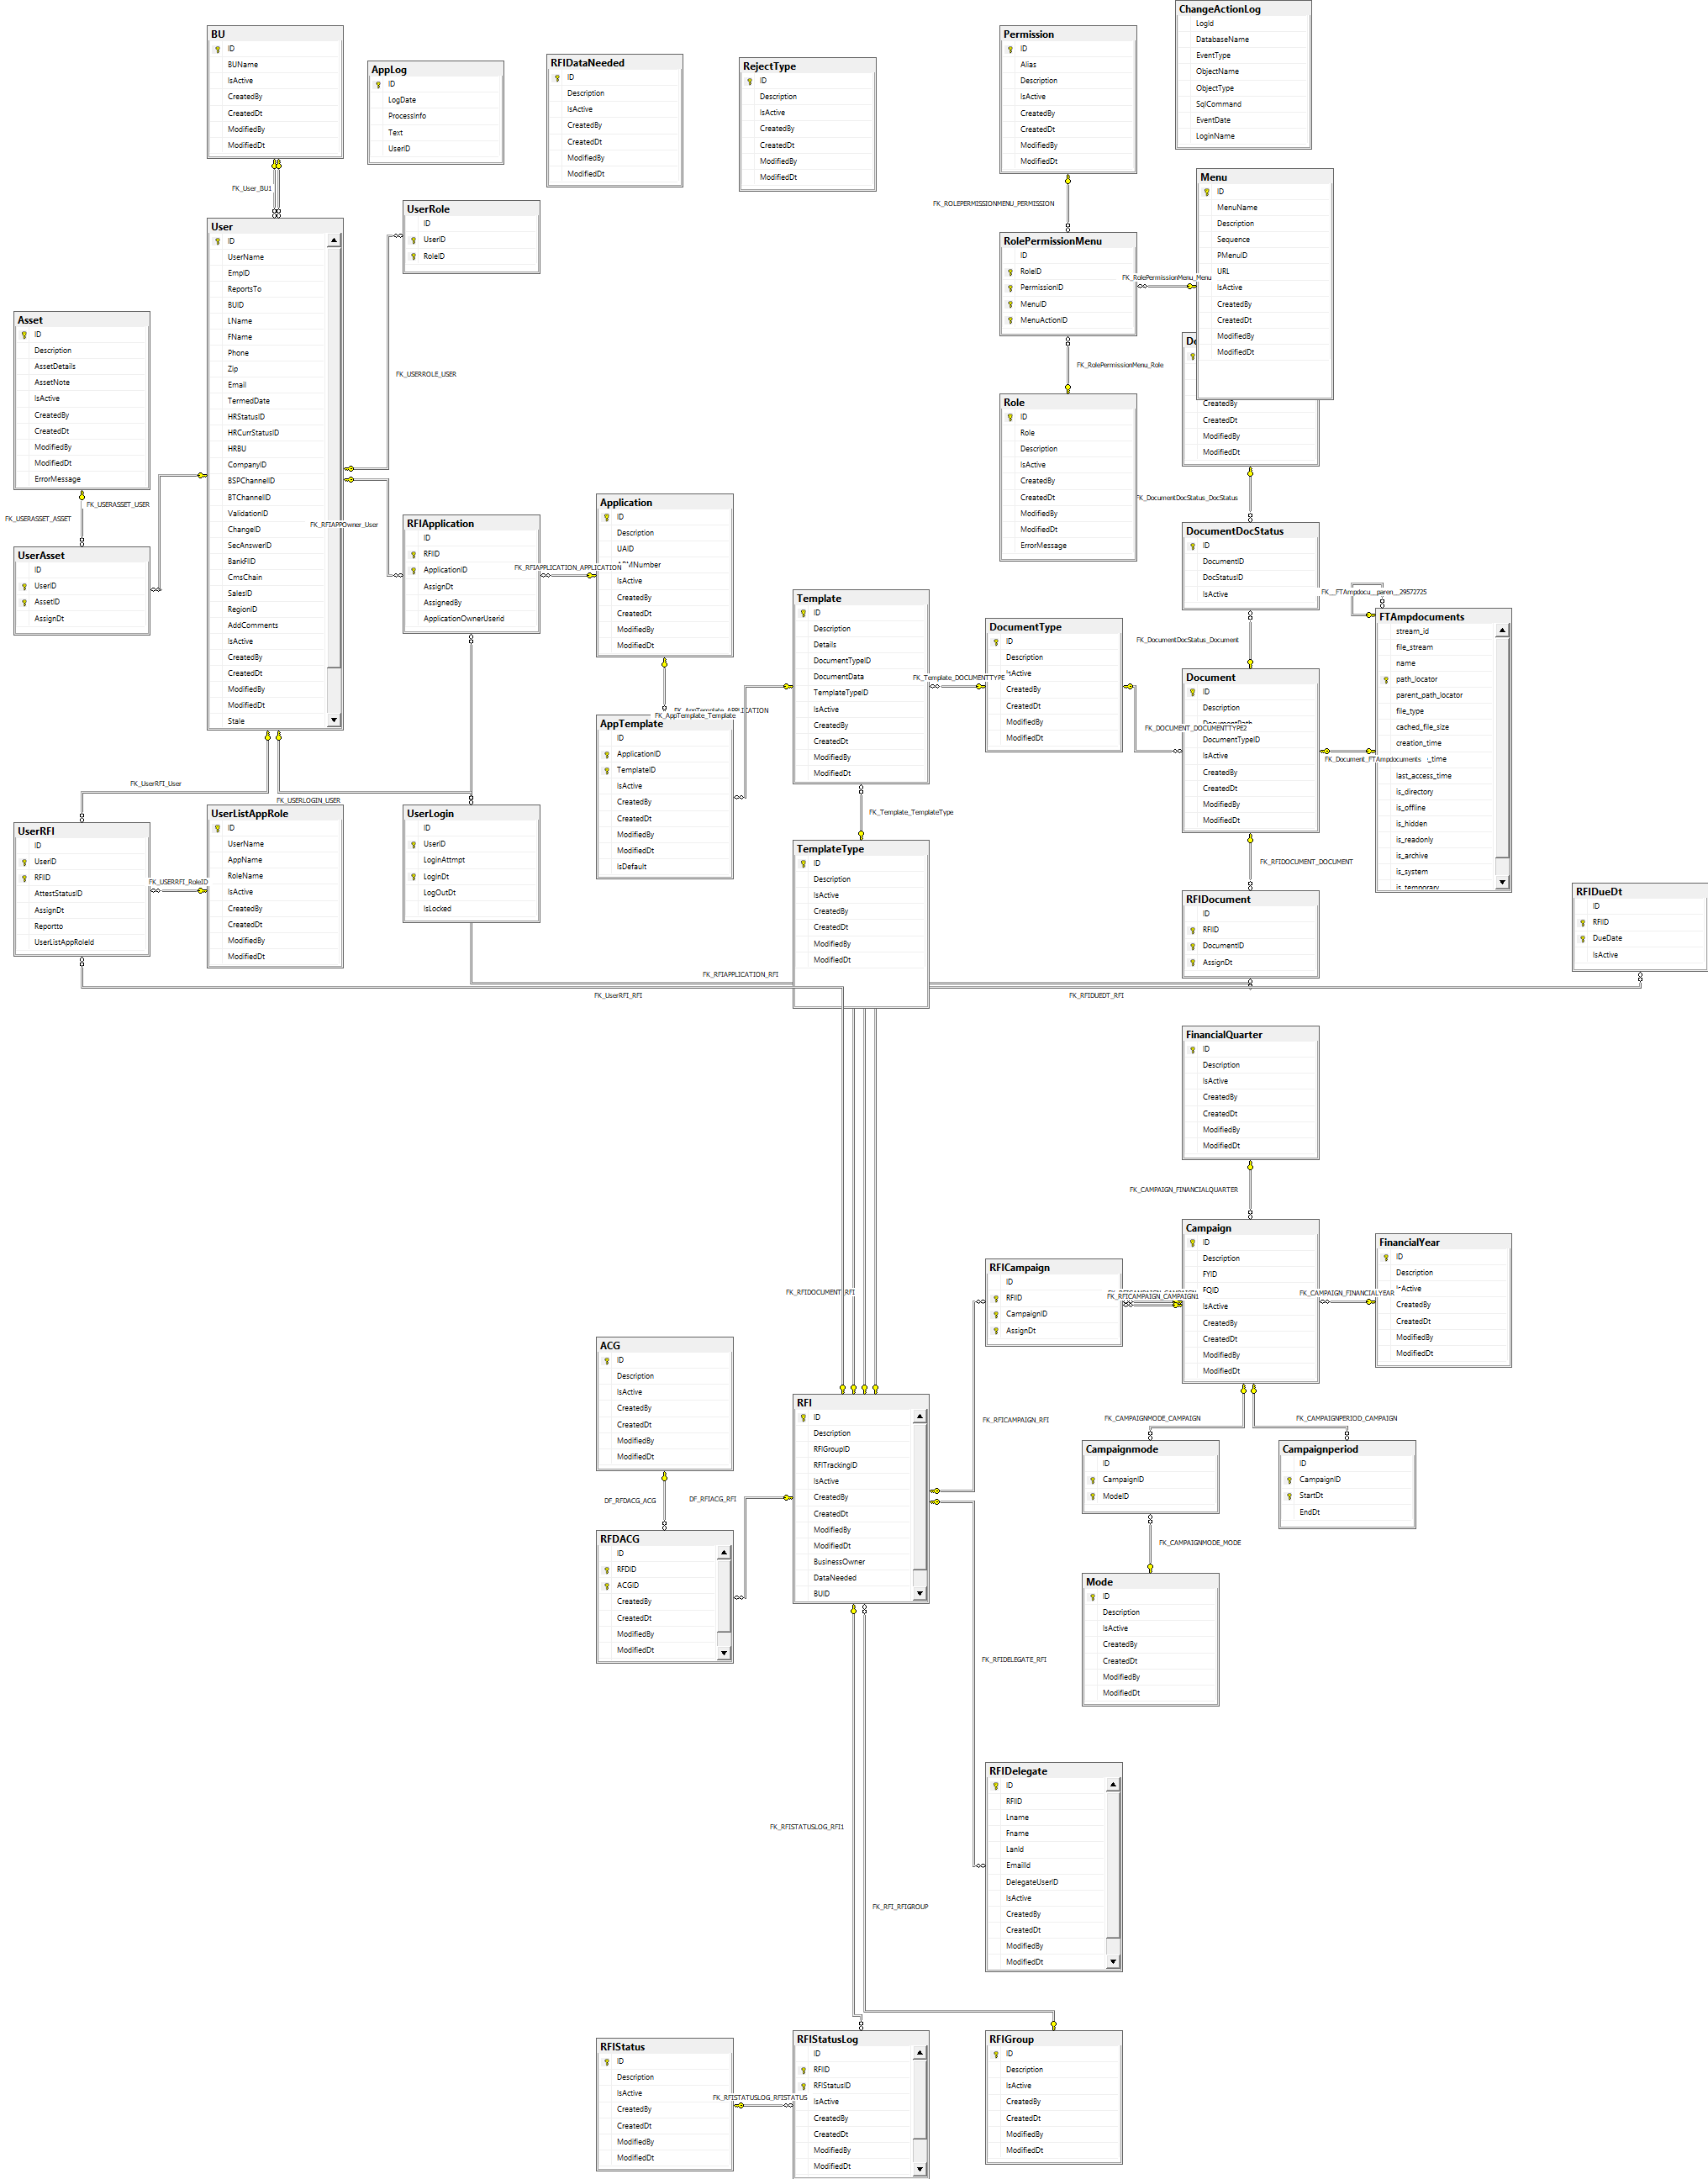 BU
ID
BUName
IsActive
CreatedBy
CreatedDt
ModifiedBy
ModifiedDt
AppLog
ID
LogDate
ProcessInfo
Text
UserID
RFIDataNeeded
ID
Description
IsActive
CreatedBy
CreatedDt
ModifiedBy
ModifiedDt
RejectType
ID
Description
IsActive
CreatedBy
CreatedDt
ModifiedBy
ModifiedDt
Permission
ID
Alias
Description
IsActive
CreatedBy
CreatedDt
ModifiedBy
ModifiedDt
ChangeActionLog
LogId
DatabaseName
EventType
ObjectName
ObjectType
SqlCommand
EventDate
LoginName
FK_User_BU1
FK_ROLEPERMISSIONMENU_PERMISSION
Menu
ID
MenuName
Description
Sequence
PMenuID
URL
IsActive
CreatedBy
CreatedDt
ModifiedBy
ModifiedDt
User
ID
UserName
EmpID
ReportsTo
BUID
LName
FName
Phone
Zip
Email
TermedDate
HRStatusID
HRCurrStatusID
HRBU
CompanyID
BSPChannelID
BTChannelID
ValidationID
ChangeID
SecAnswerID
BankFIID
CmsChain
SalesID
RegionID
AddComments
IsActive
CreatedBy
CreatedDt
ModifiedBy
ModifiedDt
Stale
UserRole
ID
UserID
RoleID
RolePermissionMenu
ID
RoleID
PermissionID
MenuID
MenuActionID
FK_RolePermissionMenu_Menu
FK_RolePermissionMenu_Role
CreatedBy
CreatedDt
ModifiedBy
ModifiedDt
Asset
ID
Description
AssetDetails
AssetNote
IsActive
CreatedBy
CreatedDt
ModifiedBy
ModifiedDt
ErrorMessage
FK_USERROLE_USER
Role
ID
Role
Description
IsActive
CreatedBy
CreatedDt
ModifiedBy
ModifiedDt
ErrorMessage
FK_USERASSET_USER
FK_USERASSET_ASSET
FK_DocumentDocStatus_DocStatus
UserAsset
ID
UserID
AssetID
AssignDt
FK_RFIAPPOwner_User
RFIApplication
ID
RFIID
ApplicationID
AssignDt
AssignedBy
ApplicationOwnerUserid
FK_RFIAPPLICATION_APPLICATION
Application
ID
Description
UAID
IsActive
CreatedBy
CreatedDt
ModifiedBy
ModifiedDt
DocumentDocStatus
ID
DocumentID
DocStatusID
IsActive
FK__FTAmpdocu__paren__29572725
Template
ID
Description
Details
DocumentTypeID
DocumentData
TemplateTypeID
IsActive
CreatedBy
CreatedDt
ModifiedBy
ModifiedDt
DocumentType
ID
Description
IsActive
CreatedBy
CreatedDt
ModifiedBy
ModifiedDt
FK_DocumentDocStatus_Document
FK_Template_DOCUMENTTYPE
FTAmpdocuments
stream_id
file_stream
name
path_locator
parent_path_locator
file_type
cached_file_size
creation_time
last_access_time
is_directory
is_offline
is_hidden
is_readonly
is_archive
is_system
is_temporary
Document
ID
Description
DocumentTypeID
IsActive
CreatedBy
CreatedDt
ModifiedBy
ModifiedDt
FK_DOCUMENT_DOCUMENTTYPE2
FK_Document_FTAmpdocuments
FK_AppTemplate_APPLICATION
FK_AppTemplate_Template
AppTemplate
ID
ApplicationID
TemplateID
IsActive
CreatedBy
CreatedDt
ModifiedBy
ModifiedDt
IsDefault
FK_UserRFI_User
FK_USERLOGIN_USER
FK_Template_TemplateType
UserRFI
ID
UserID
RFIID
AttestStatusID
AssignDt
Reportto
UserListAppRoleId
FK_USERRFI_RoleID
UserListAppRole
ID
UserName
AppName
RoleName
IsActive
CreatedBy
CreatedDt
ModifiedBy
ModifiedDt
UserLogin
ID
UserID
LoginAttmpt
LogInDt
LogOutDt
IsLocked
TemplateType
ID
Description
IsActive
CreatedBy
CreatedDt
ModifiedBy
ModifiedDt
FK_RFIDOCUMENT_DOCUMENT
RFIDocument
ID
RFIID
DocumentID
AssignDt
RFIDueDt
ID
RFIID
DueDate
IsActive
FK_RFIAPPLICATION_RFI
FK_UserRFI_RFI
FK_RFIDUEDT_RFI
FinancialQuarter
ID
Description
IsActive
CreatedBy
CreatedDt
ModifiedBy
ModifiedDt
FK_CAMPAIGN_FINANCIALQUARTER
Campaign
ID
Description
FYID
FQID
IsActive
CreatedBy
CreatedDt
ModifiedBy
ModifiedDt
FinancialYear
ID
Description
IsActive
CreatedBy
CreatedDt
ModifiedBy
ModifiedDt
FK_CAMPAIGN_FINANCIALYEAR
RFICampaign
ID
RFIID
CampaignID
AssignDt
FK_RFICAMPAIGN_CAMPAIGN1
FK_RFIDOCUMENT_RFI
ACG
ID
Description
IsActive
CreatedBy
CreatedDt
ModifiedBy
ModifiedDt
RFI
ID
Description
RFIGroupID
RFITrackingID
IsActive
CreatedBy
CreatedDt
ModifiedBy
ModifiedDt
BusinessOwner
DataNeeded
BUID
FK_RFICAMPAIGN_RFI
FK_CAMPAIGNMODE_CAMPAIGN
FK_CAMPAIGNPERIOD_CAMPAIGN
Campaignmode
ID
CampaignID
ModeID
Campaignperiod
ID
CampaignID
StartDt
EndDt
DF_RFDACG_ACG
DF_RFIACG_RFI
RFDACG
ID
RFDID
ACGID
CreatedBy
CreatedDt
ModifiedBy
ModifiedDt
FK_CAMPAIGNMODE_MODE
Mode
ID
Description
IsActive
CreatedBy
CreatedDt
ModifiedBy
ModifiedDt
FK_RFIDELEGATE_RFI
RFIDelegate
ID
RFIID
Lname
Fname
LanId
EmailId
DelegateUserID
IsActive
CreatedBy
CreatedDt
ModifiedBy
ModifiedDt
FK_RFISTATUSLOG_RFI1
FK_RFI_RFIGROUP
RFIStatus
ID
Description
IsActive
CreatedBy
CreatedDt
ModifiedBy
ModifiedDt
FK_RFISTATUSLOG_RFISTATUS
RFIStatusLog
ID
RFIID
RFIStatusID
IsActive
CreatedBy
CreatedDt
ModifiedBy
ModifiedDt
RFIGroup
ID
Description
IsActive
CreatedBy
CreatedDt
ModifiedBy
ModifiedDt